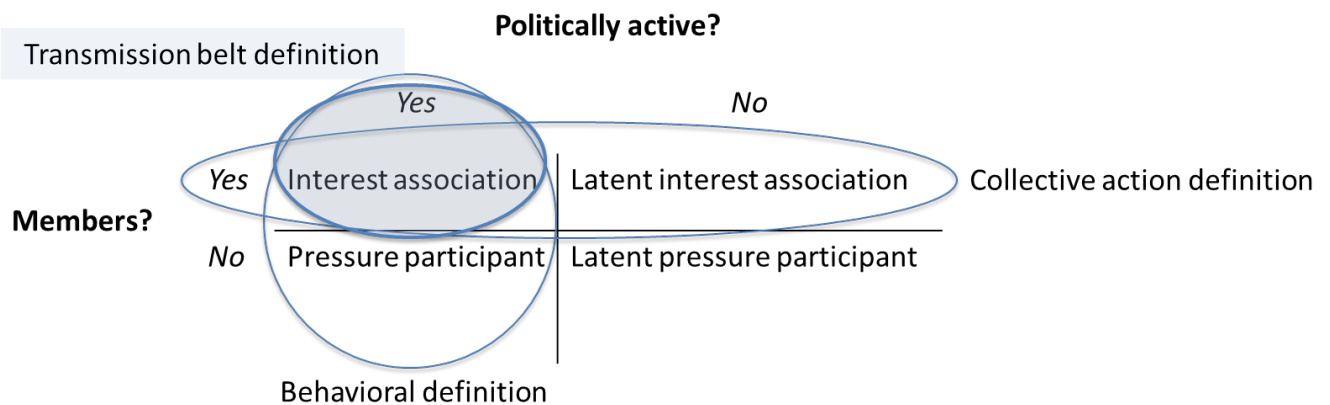 Politically active?
Transmission belt definition
Yes No
Yes Interest association Latent interest association Collective action definition
Members?
No Pressure participant Latent pressure participant
Behavioral definition